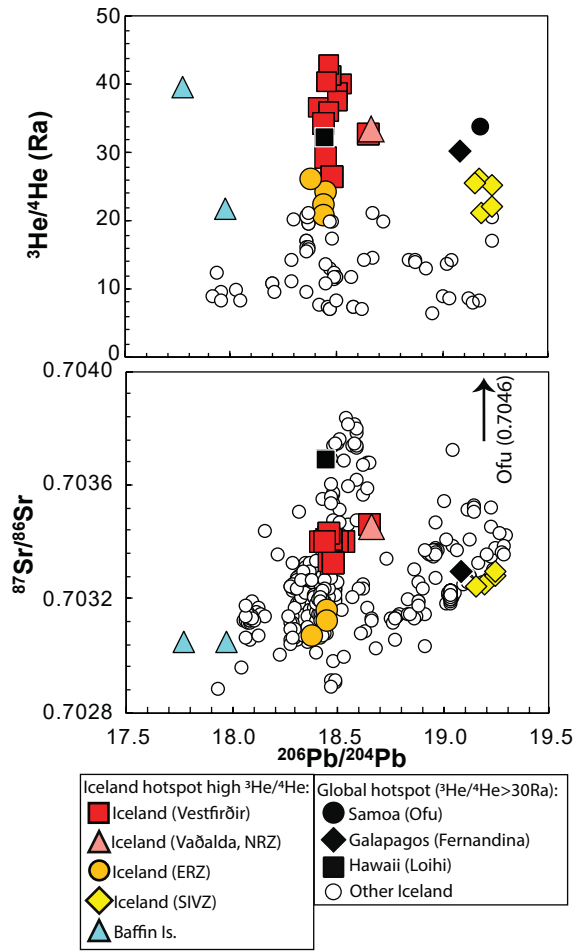 ³He/⁴He (Ra)
50
40
30
20
10
0
⁸⁷Sr/⁸⁶Sr
0.7040
0.7036
0.7032
0.7028
Ofu (0.7046)
17.5 18.0 18.5 19.0 19.5
²⁰⁶Pb/²⁰⁴Pb
Iceland hotspot high ³He/⁴He:
Iceland (Vestfirðir)
Iceland (Vaðalda, NRZ)
Iceland (ERZ)
Iceland (SIVZ)
Baffin Is.
Global hotspot (³He/⁴He>30Ra):
Samoa (Ofu)
Galapagos (Fernandina)
Hawaii (Loihi)
Other Iceland